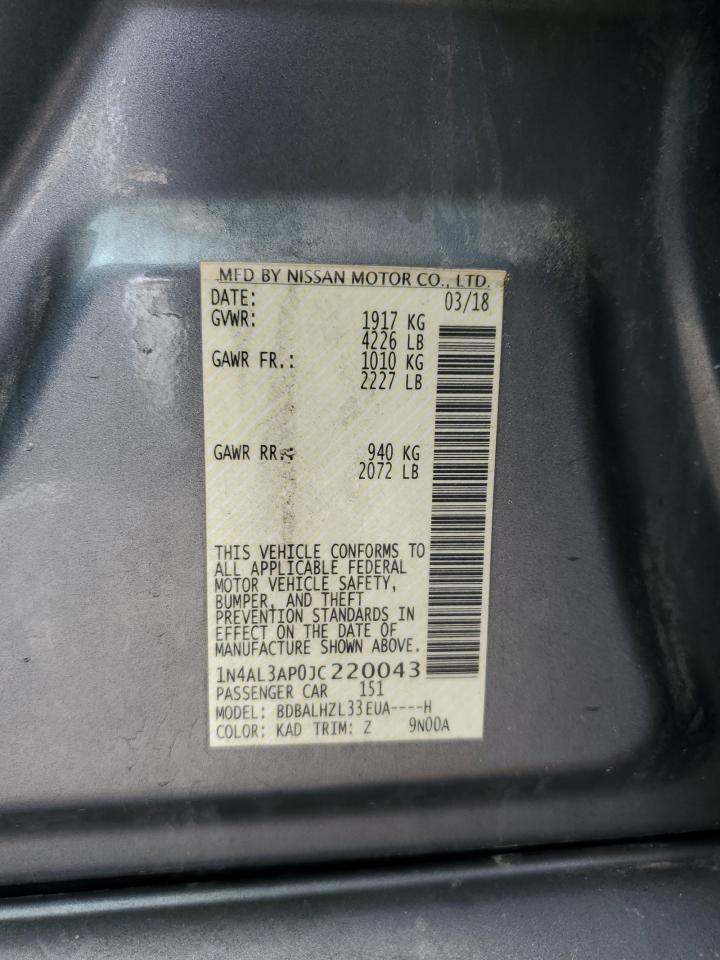 MFD BY NISSAN MOTOR CO., LTD.
DATE: 03/18
GVWR: 1917 KG
4226 LB
GAWR FR.: 1010 KG
2227 LB
GAWR RR.: 940 KG
2072 LB
THIS VEHICLE CONFORMS TO
ALL APPLICABLE FEDERAL
MOTOR VEHICLE SAFETY,
BUMPER, AND THEFT
PREVENTION STANDARDS IN
EFFECT ON THE DATE OF
MANUFACTURE SHOWN ABOVE.
1N4AL3AP0JC220043
PASSENGER CAR 151
MODEL: BDBALHZL33EUA----H
COLOR: KAD TRIM: Z 9N00A